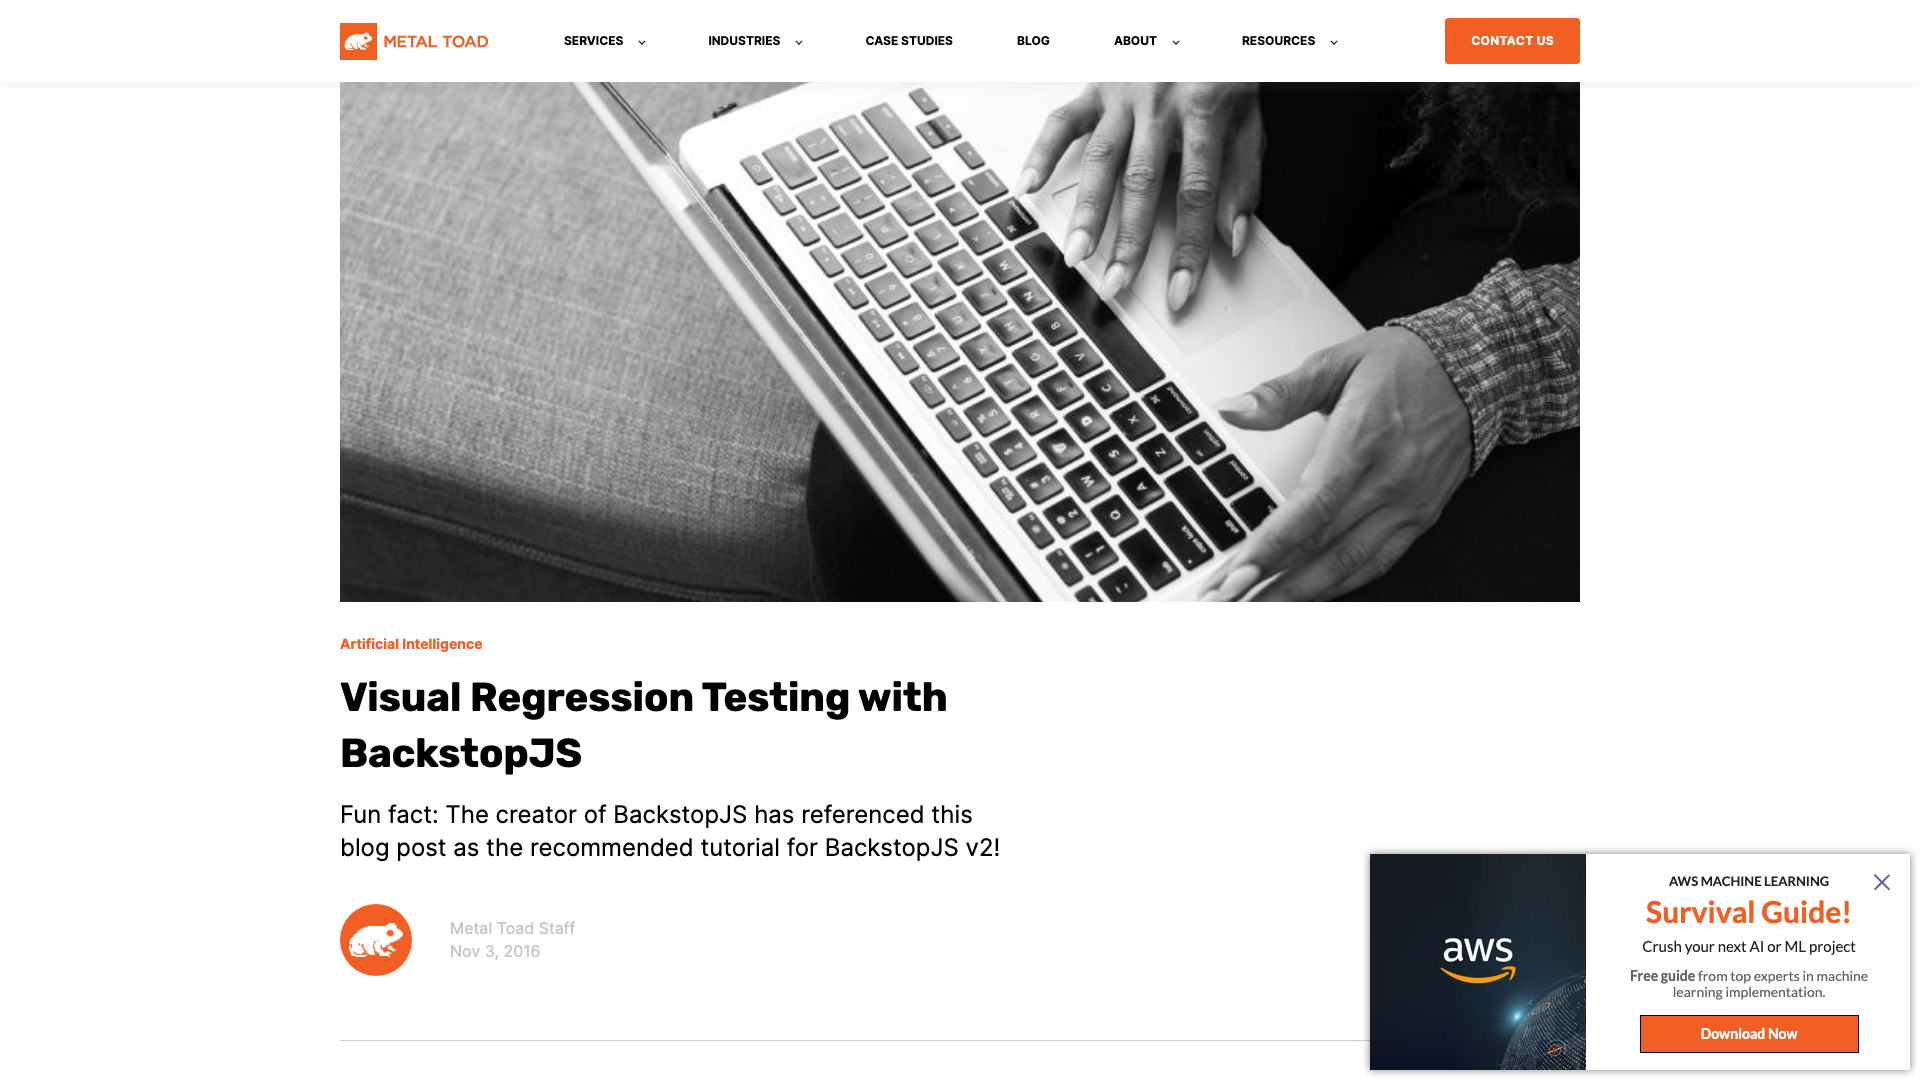 METAL TOAD
SERVICES
INDUSTRIES
CASE STUDIES
BLOG
ABOUT
RESOURCES
CONTACT US
Artificial Intelligence
Visual Regression Testing with
BackstopJS
Fun fact: The creator of BackstopJS has referenced this
blog post as the recommended tutorial for BackstopJS v2!
Metal Toad Staff
Nov 3, 2016
aws
AWS MACHINE LEARNING
Survival Guide!
Crush your next AI or ML project
Free guide from top experts in machine
learning implementation.
Download Now